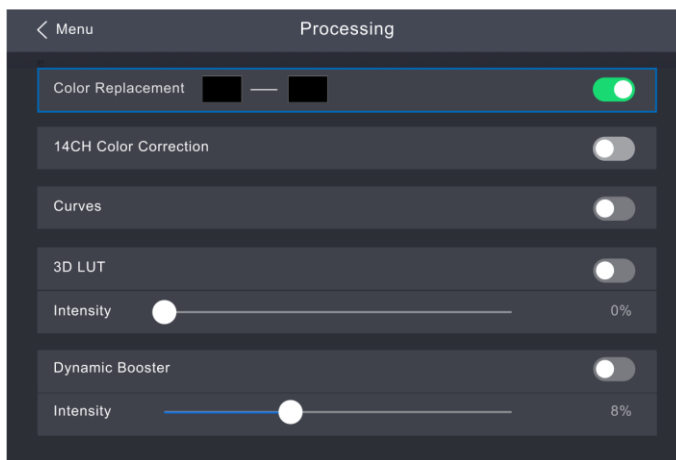 Menu
Processing
Color Replacement
14CH Color Correction
Curves
3D LUT
Intensity 0%
Dynamic Booster
Intensity 8%